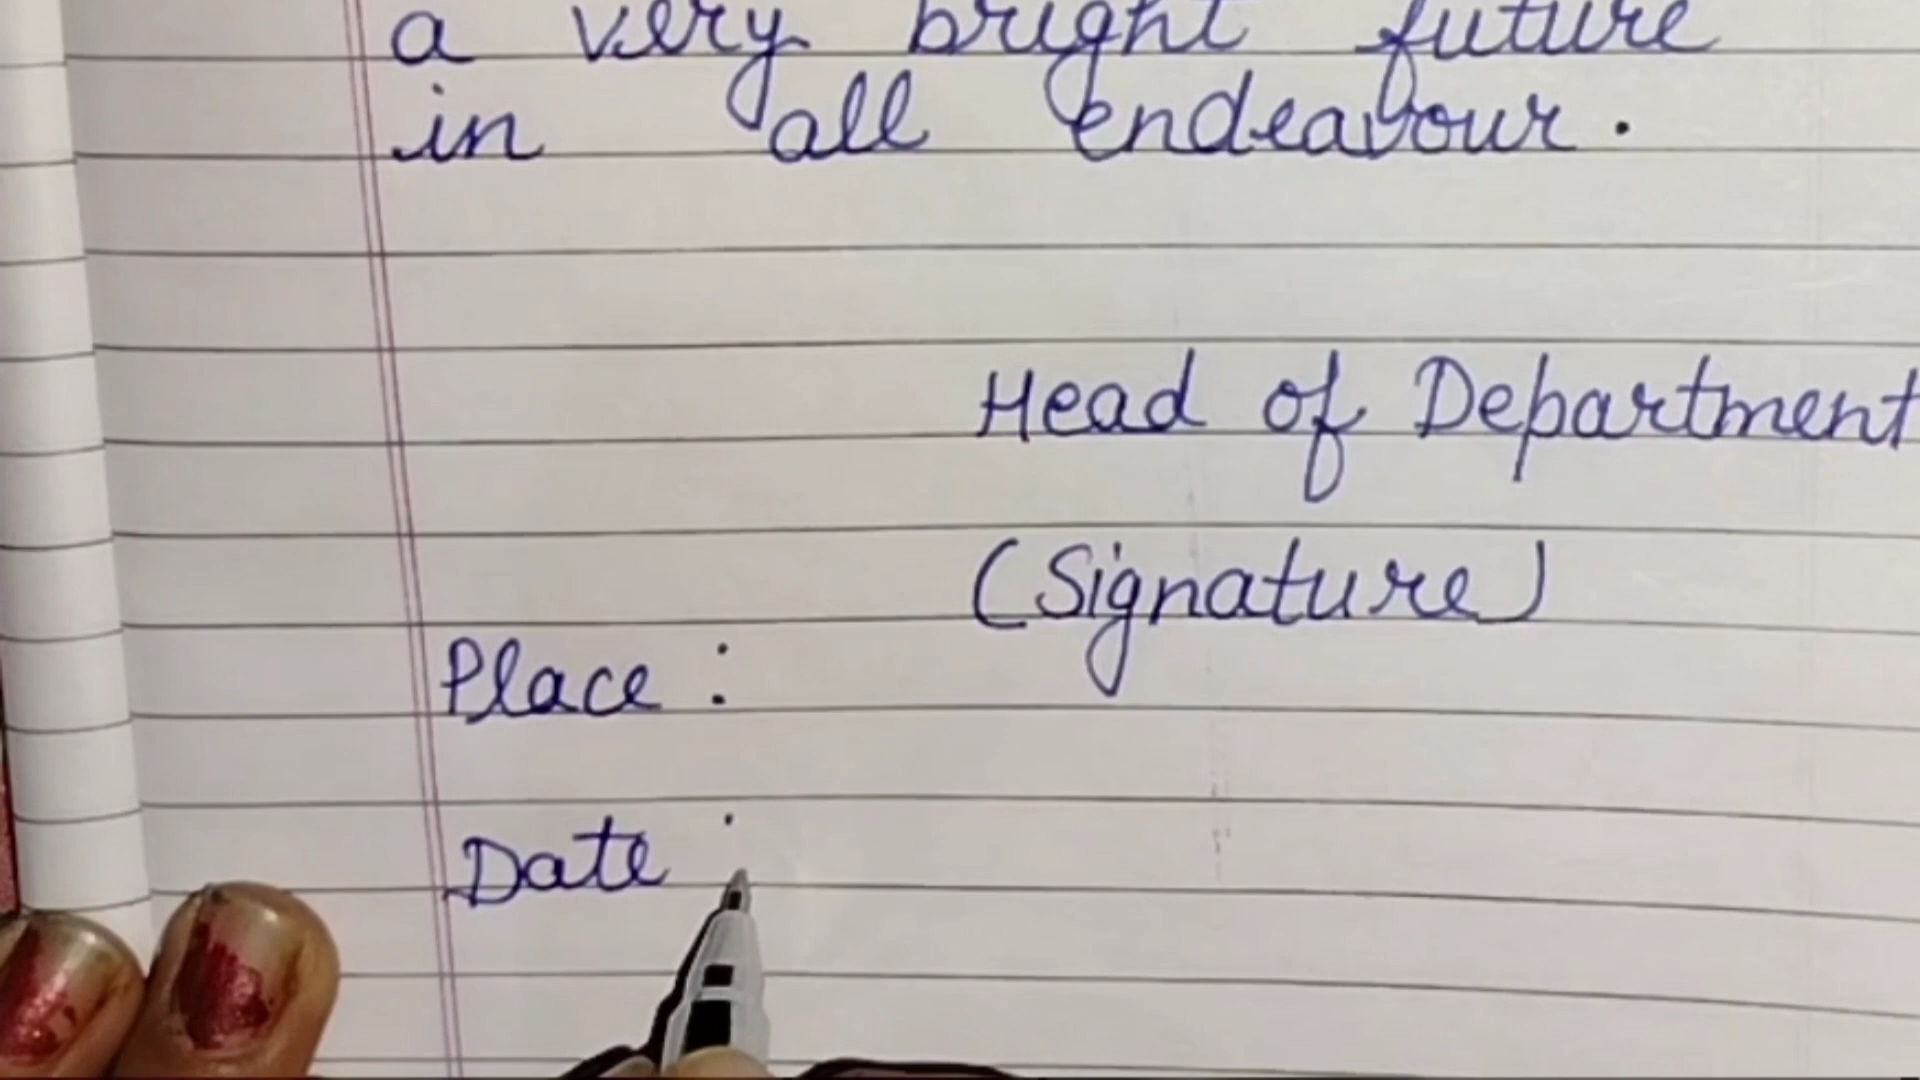 a very bright future
in all endeavour.
Head of Department
(Signature)
Place :
Date :